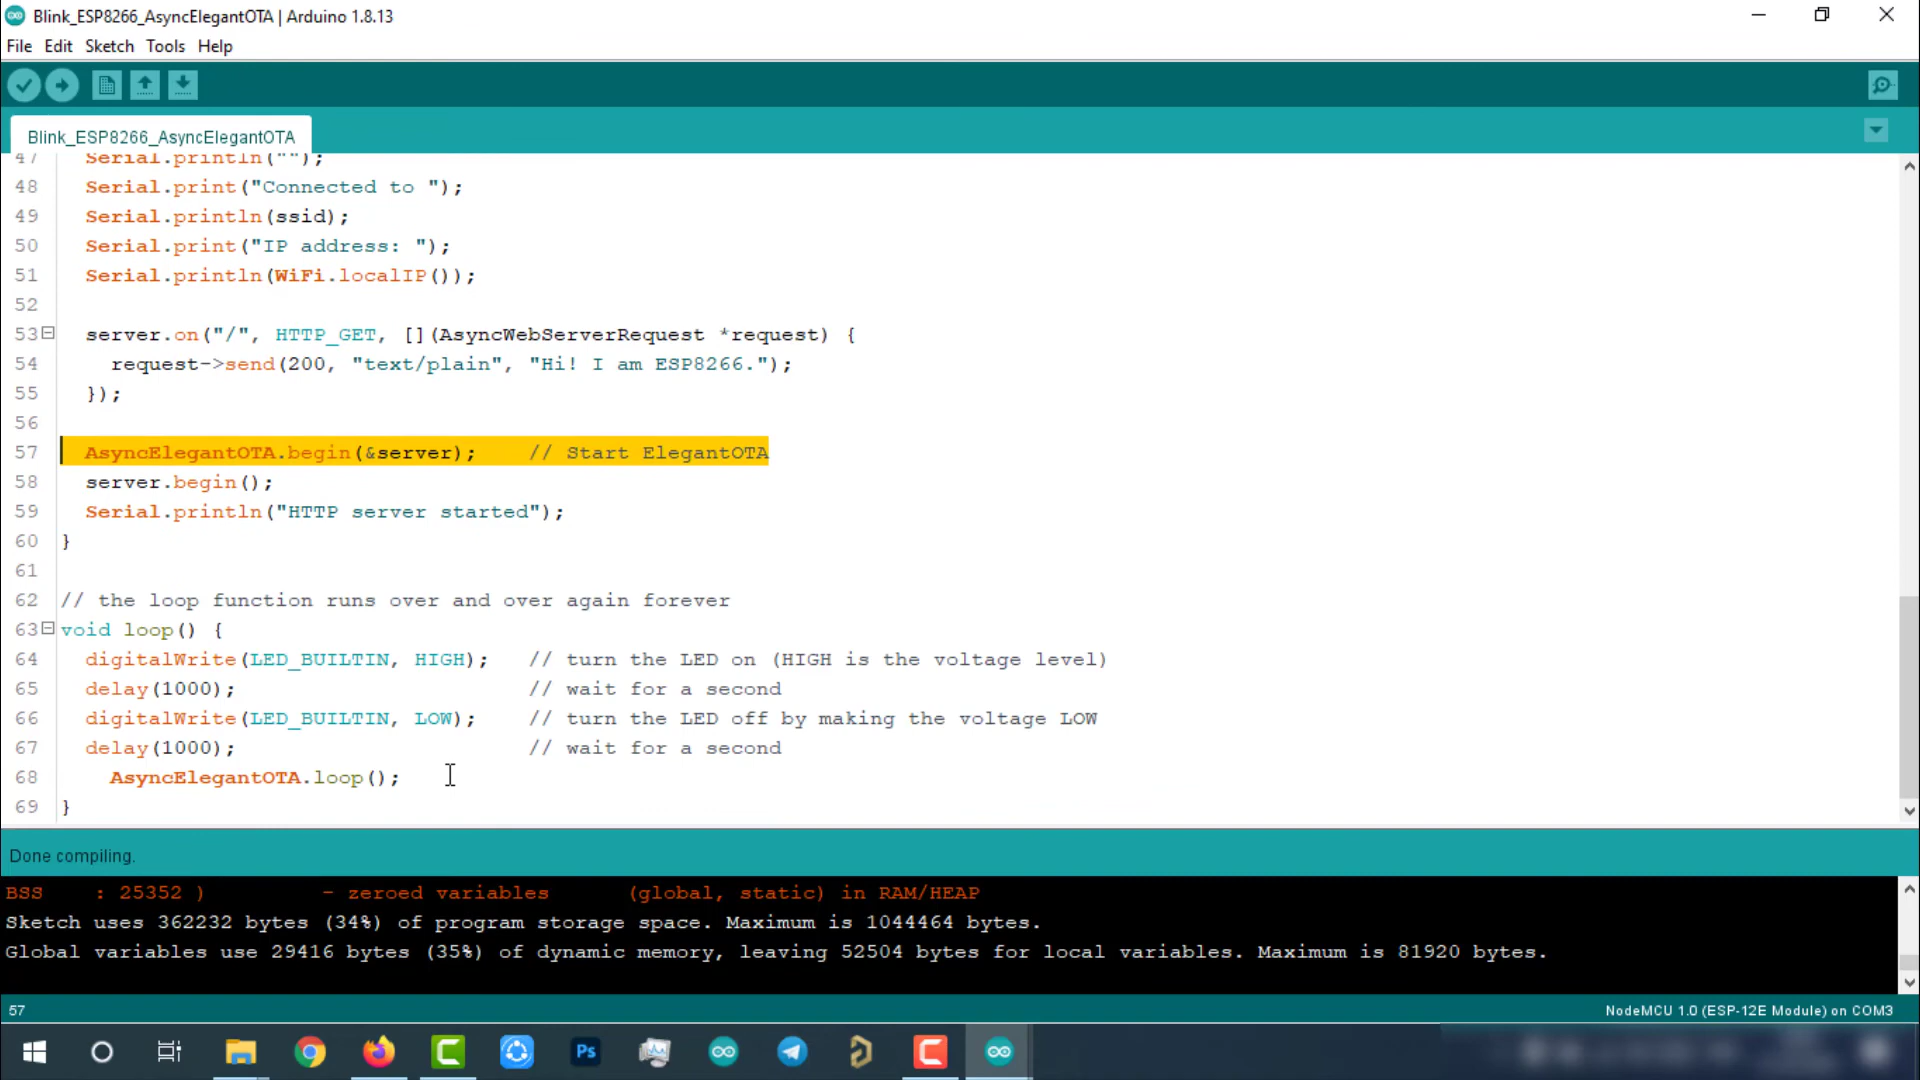 Blink_ESP8266_AsyncElegantOTA | Arduino 1.8.13
File Edit Sketch Tools Help
Blink_ESP8266_AsyncElegantOTA
47 Serial.println("");
48 Serial.print("Connected to ");
49 Serial.println(ssid);
50 Serial.print("IP address: ");
51 Serial.println(WiFi.localIP());
52
53 server.on("/", HTTP_GET, [](AsyncWebServerRequest *request) {
54 request->send(200, "text/plain", "Hi! I am ESP8266.");
55 });
56
57 AsyncElegantOTA.begin(&server); // Start ElegantOTA
58 server.begin();
59 Serial.println("HTTP server started");
60 }
61
62 // the loop function runs over and over again forever
63 void loop() {
64 digitalWrite(LED_BUILTIN, HIGH); // turn the LED on (HIGH is the voltage level)
65 delay(1000); // wait for a second
66 digitalWrite(LED_BUILTIN, LOW); // turn the LED off by making the voltage LOW
67 delay(1000); // wait for a second
68 AsyncElegantOTA.loop();
69 }
Done compiling.
BSS : 25352 ) - zeroed variables (global, static) in RAM/HEAP
Sketch uses 362232 bytes (34%) of program storage space. Maximum is 1044464 bytes.
Global variables use 29416 bytes (35%) of dynamic memory, leaving 52504 bytes for local variables. Maximum is 81920 bytes.
57 NodeMCU 1.0 (ESP-12E Module) on COM3
Ps